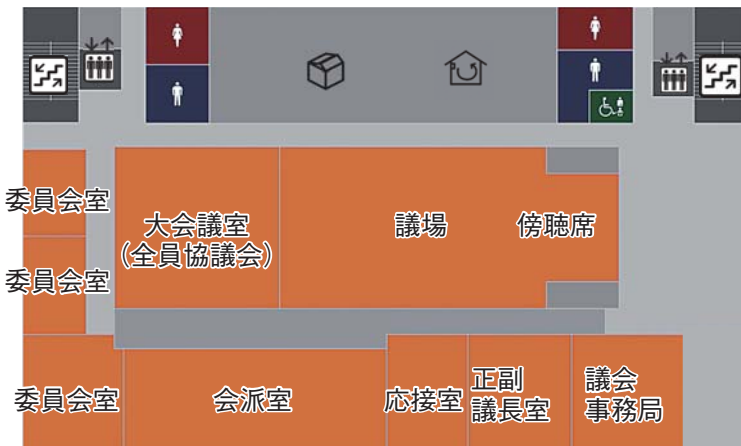 委員会室
大会議室
(全員協議会)
議場
傍聴席
委員会室
委員会室
会派室
応接室
正副
議長室
議会
事務局